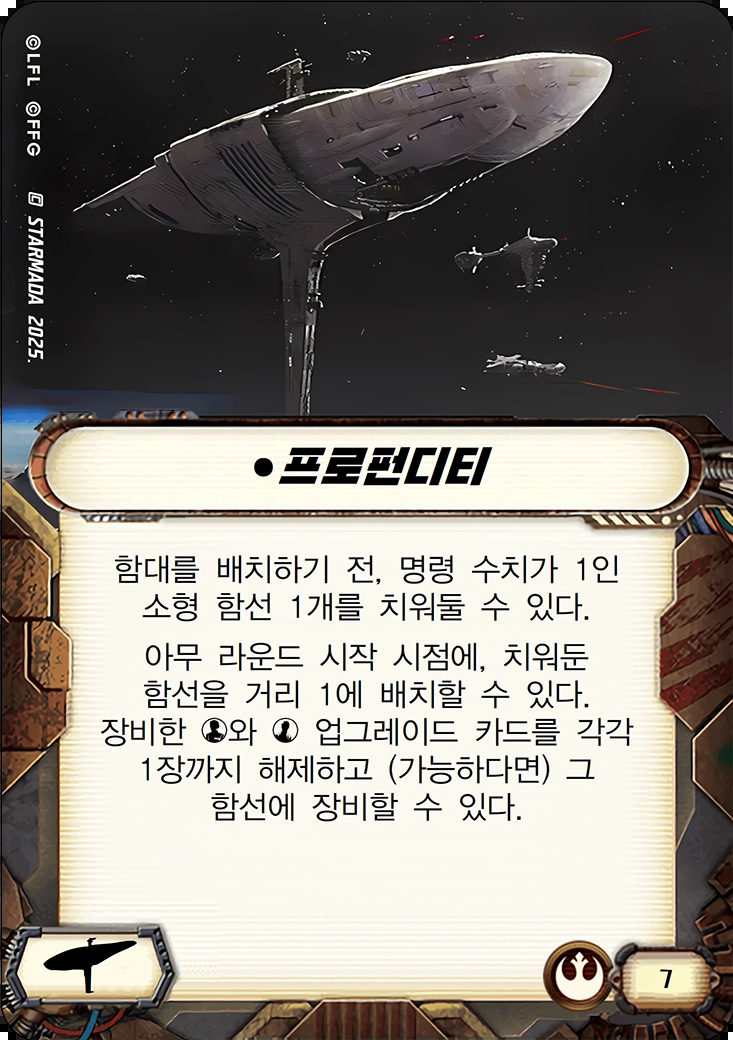 ©LFL ©FFG
STARMADA 2025.
•프로펀디티
함대를 배치하기 전, 명령 수치가 1인
소형 함선 1개를 치워둘 수 있다.
아무 라운드 시작 시점에, 치워둔
함선을 거리 1에 배치할 수 있다.
장비한 와 업그레이드 카드를 각각
1장까지 해제하고 (가능하다면) 그
함선에 장비할 수 있다.
7